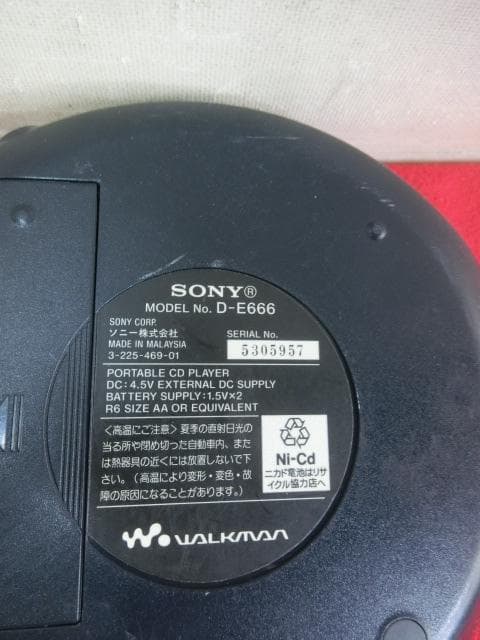 SONY®
MODEL No. D-E666
SONY CORP
ソニー株式会社
MADE IN MALAYSIA
3-225-469-01
SERIAL No.
5305957
PORTABLE CD PLAYER
DC: 4.5V EXTERNAL DC SUPPLY
BATTERY SUPPLY: 1.5V×2
R6 SIZE AA OR EQUIVALENT
〈高温にご注意〉夏季の直射日光の
当る所や閉め切った自動車内、また
は熱器具の近くには放置しないで下
さい。(高温により変形・変色・故
障の原因になることがあります。)
Ni-Cd
ニカド電池はリサ
イクル協力店へ
W. WALKMAN